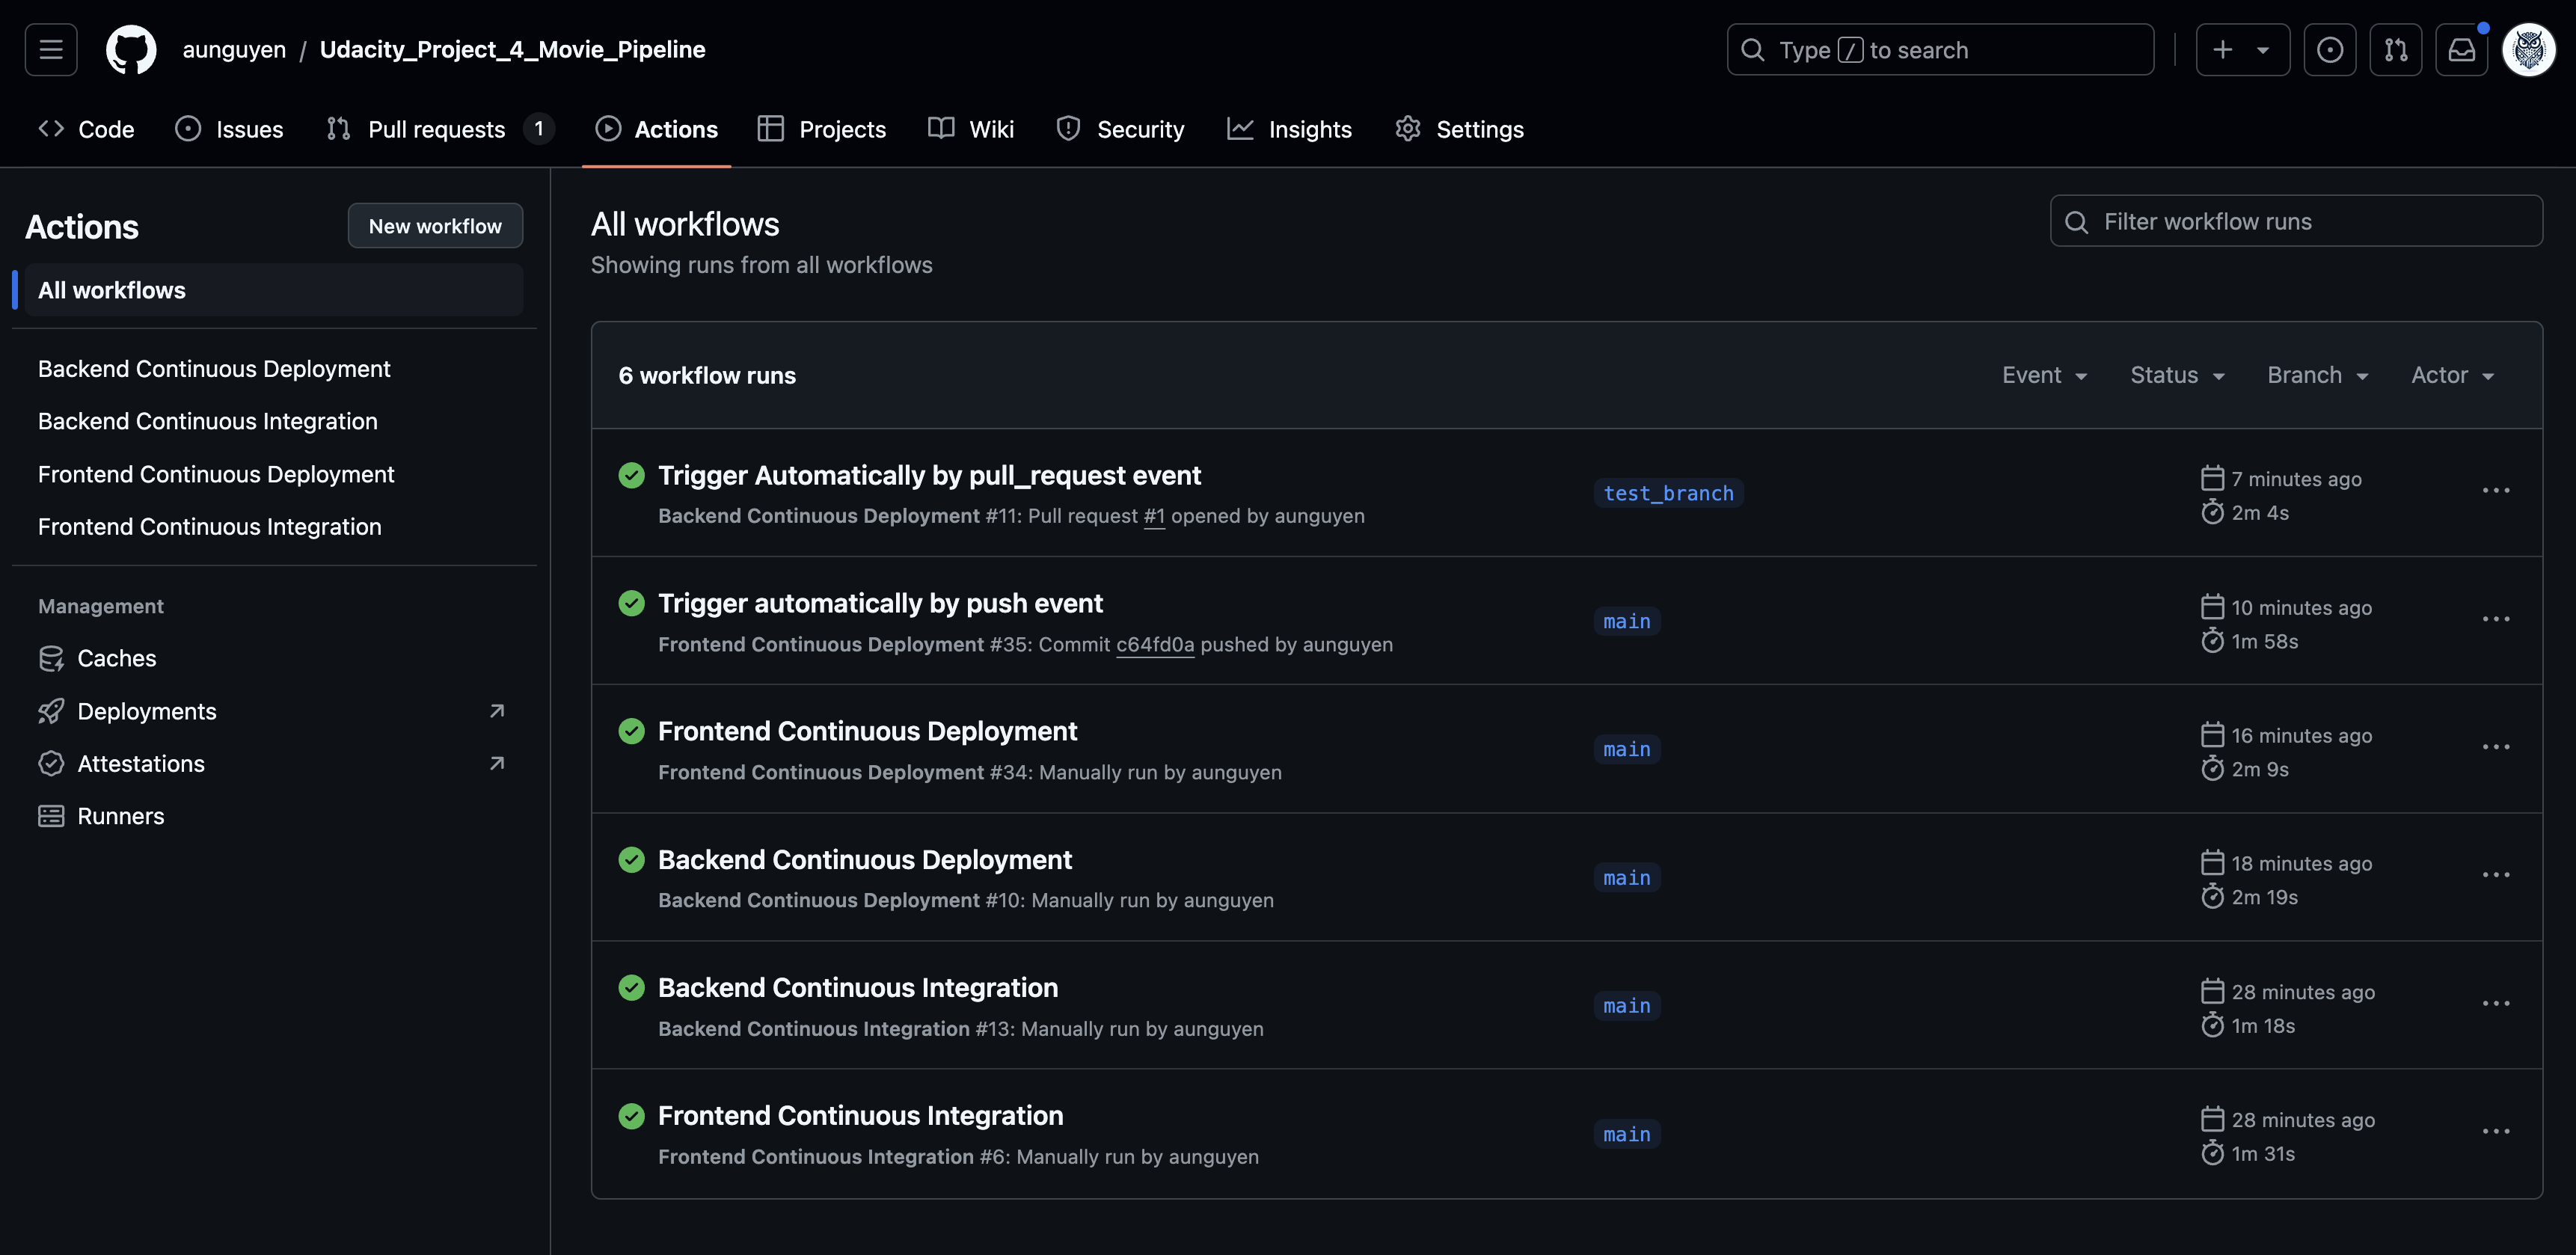 aunguyen / Udacity_Project_4_Movie_Pipeline
Type / to search
Code
Issues
Pull requests 1
Actions
Projects
Wiki
Security
Insights
Settings
Actions
New workflow
All workflows
Backend Continuous Deployment
Backend Continuous Integration
Frontend Continuous Deployment
Frontend Continuous Integration
Management
Caches
Deployments
Attestations
Runners
All workflows
Showing runs from all workflows
Filter workflow runs
6 workflow runs
Event
Status
Branch
Actor
Trigger Automatically by pull_request event
Backend Continuous Deployment #11: Pull request #1 opened by aunguyen
test_branch
7 minutes ago
2m 4s
Trigger automatically by push event
Frontend Continuous Deployment #35: Commit c64fd0a pushed by aunguyen
main
10 minutes ago
1m 58s
Frontend Continuous Deployment
Frontend Continuous Deployment #34: Manually run by aunguyen
main
16 minutes ago
2m 9s
Backend Continuous Deployment
Backend Continuous Deployment #10: Manually run by aunguyen
main
18 minutes ago
2m 19s
Backend Continuous Integration
Backend Continuous Integration #13: Manually run by aunguyen
main
28 minutes ago
1m 18s
Frontend Continuous Integration
Frontend Continuous Integration #6: Manually run by aunguyen
main
28 minutes ago
1m 31s